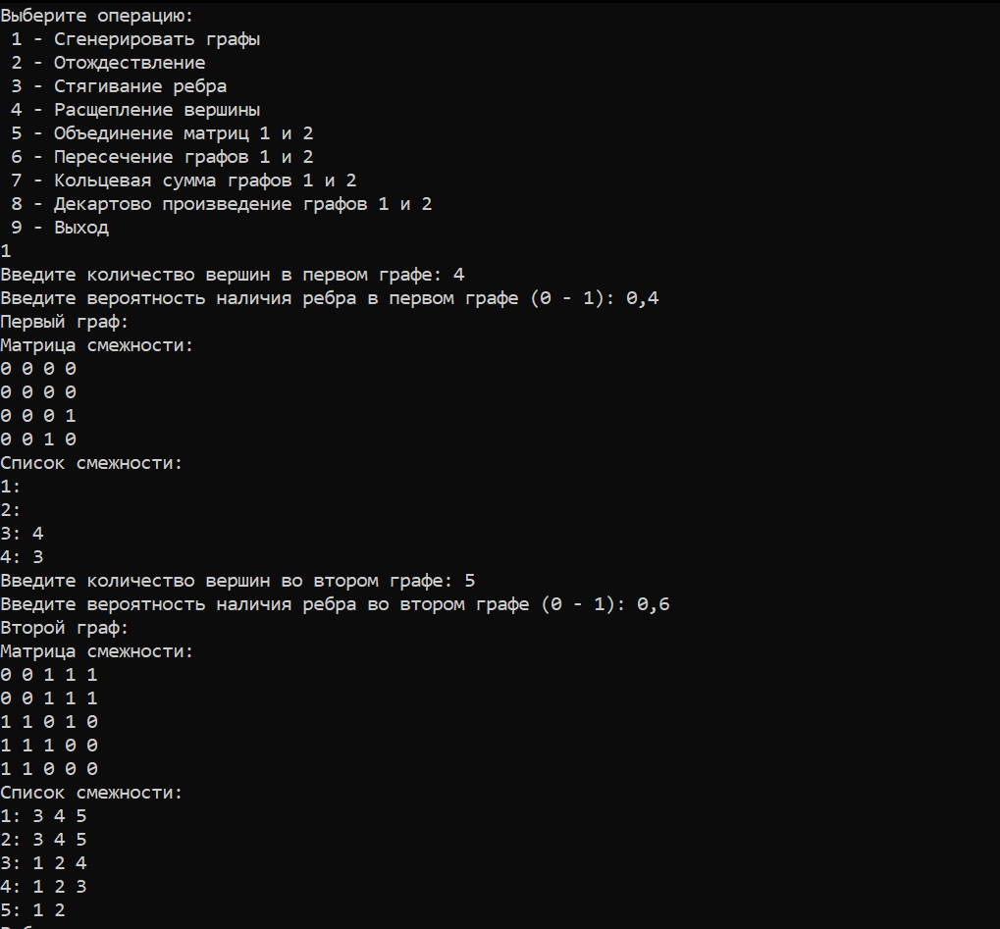 Выберите операцию:
1 - Сгенерировать графы
2 - Отождествление
3 - Стягивание ребра
4 - Расщепление вершины
5 - Объединение матриц 1 и 2
6 - Пересечение графов 1 и 2
7 - Кольцевая сумма графов 1 и 2
8 - Декартово произведение графов 1 и 2
9 - Выход
1
Введите количество вершин в первом графе: 4
Введите вероятность наличия ребра в первом графе (0 - 1): 0,4
Первый граф:
Матрица смежности:
0 0 0 0
0 0 0 0
0 0 0 1
0 0 1 0
Список смежности:
1:
2:
3: 4
4: 3
Введите количество вершин во втором графе: 5
Введите вероятность наличия ребра во втором графе (0 - 1): 0,6
Второй граф:
Матрица смежности:
0 0 1 1 1
0 0 1 1 1
1 1 0 1 0
1 1 1 0 0
1 1 0 0 0
Список смежности:
1: 3 4 5
2: 3 4 5
3: 1 2 4
4: 1 2 3
5: 1 2